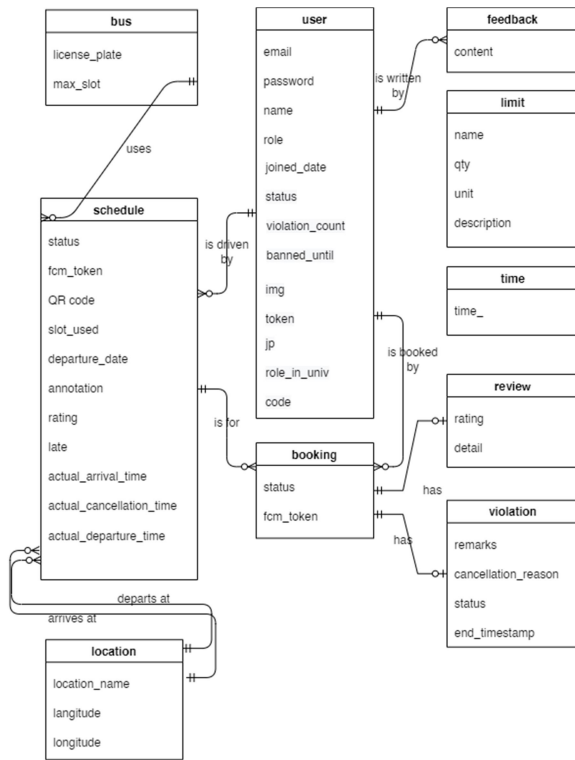 bus
license_plate
max_slot
uses
schedule
status
fcm_token
QR code
slot_used
departure_date
annotation
rating
late
actual_arrival_time
actual_cancellation_time
actual_departure_time
departs at
arrives at
location
location_name
langitude
longitude
user
email
password
name
role
joined_date
status
violation_count
banned_until
img
token
jp
role_in_univ
code
is driven
by
is for
booking
status
fcm_token
is written
by
is booked
by
has
has
feedback
content
limit
name
qty
unit
description
time
time_
review
rating
detail
violation
remarks
cancellation_reason
status
end_timestamp